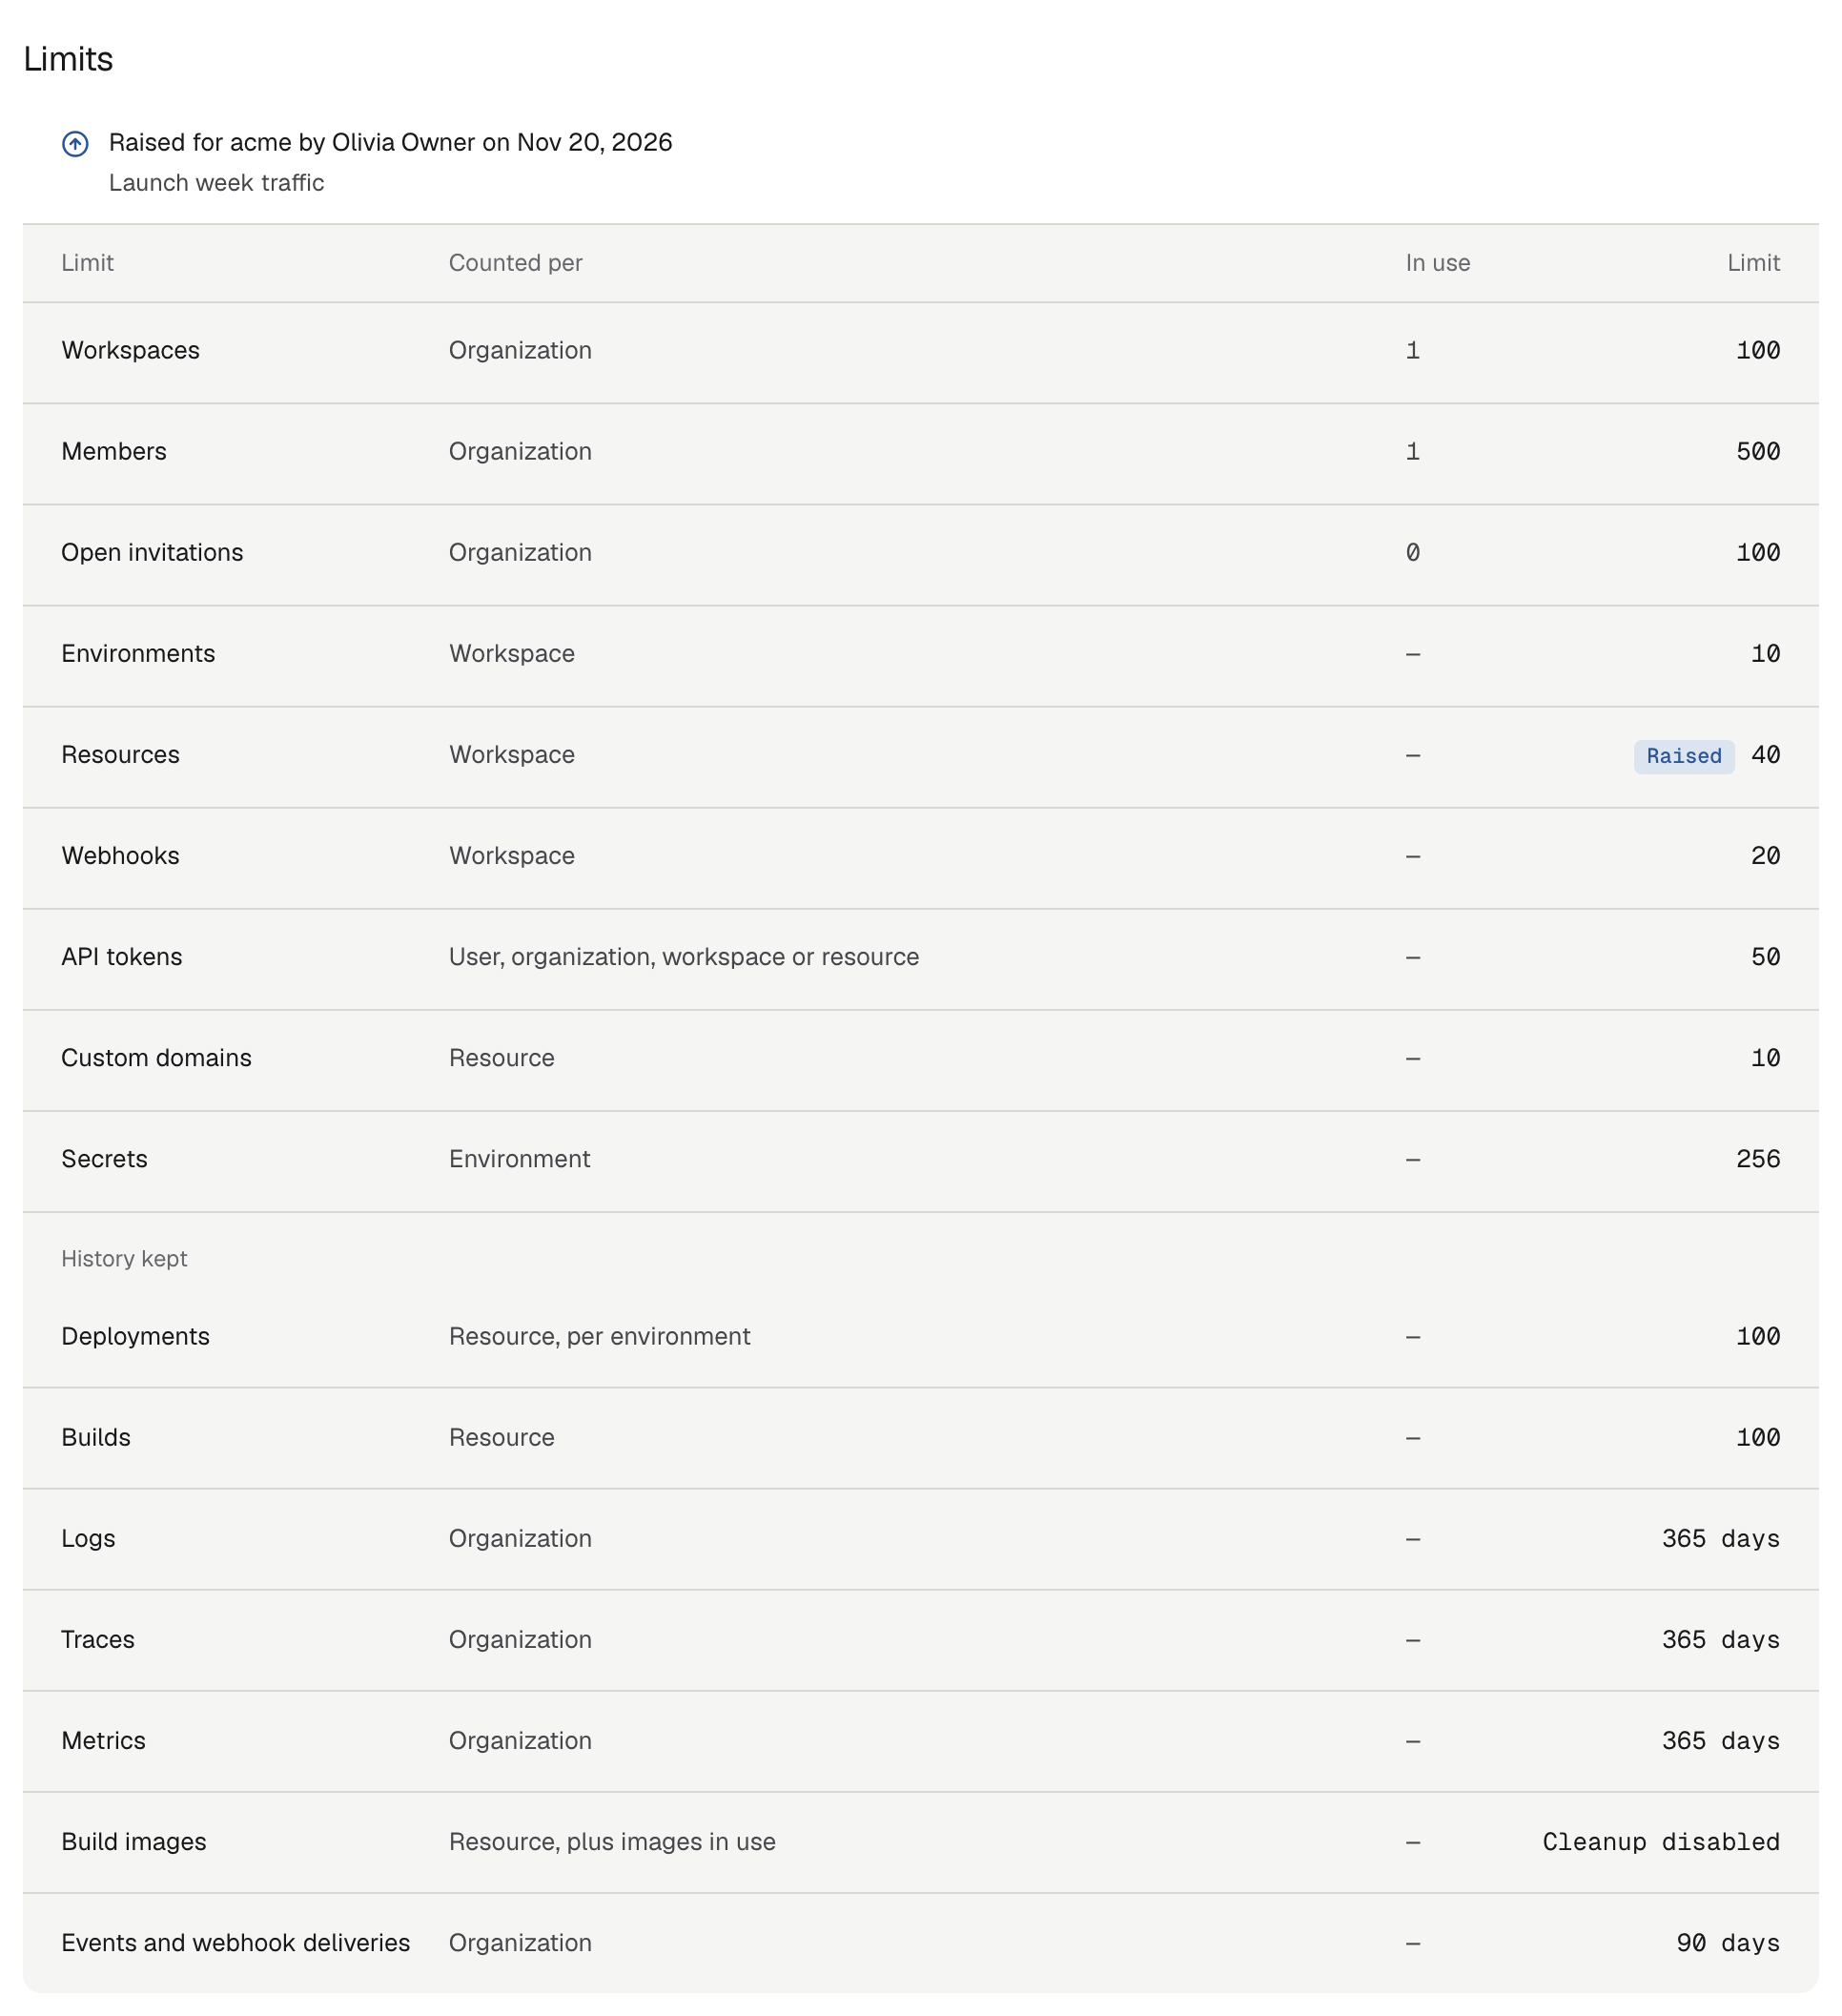 Limits
Raised for acme by Olivia Owner on Nov 20, 2026
Launch week traffic
Limit Counted per In use Limit
Workspaces Organization 1 100
Members Organization 1 500
Open invitations Organization 0 100
Environments Workspace – 10
Resources Workspace – Raised 40
Webhooks Workspace – 20
API tokens User, organization, workspace or resource – 50
Custom domains Resource – 10
Secrets Environment – 256
History kept
Deployments Resource, per environment – 100
Builds Resource – 100
Logs Organization – 365 days
Traces Organization – 365 days
Metrics Organization – 365 days
Build images Resource, plus images in use – Cleanup disabled
Events and webhook deliveries Organization – 90 days